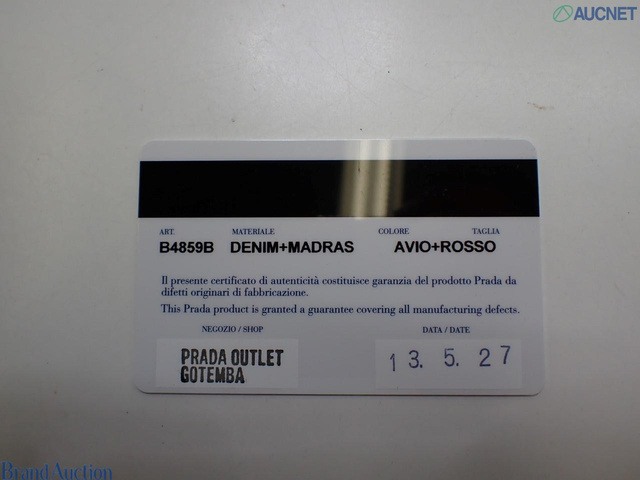 AUCNET
ART. MATERIALE COLORE TAGLIA
B4859B DENIM+MADRAS AVIO+ROSSO
Il presente certificato di autenticità costituisce garanzia del prodotto Prada da
difetti originari di fabbricazione.
This Prada product is granted a guarantee covering all manufacturing defects.
NEGOZIO / SHOP DATA / DATE
PRADA OUTLET
GOTEMBA
13. 5. 27
Brand Auction